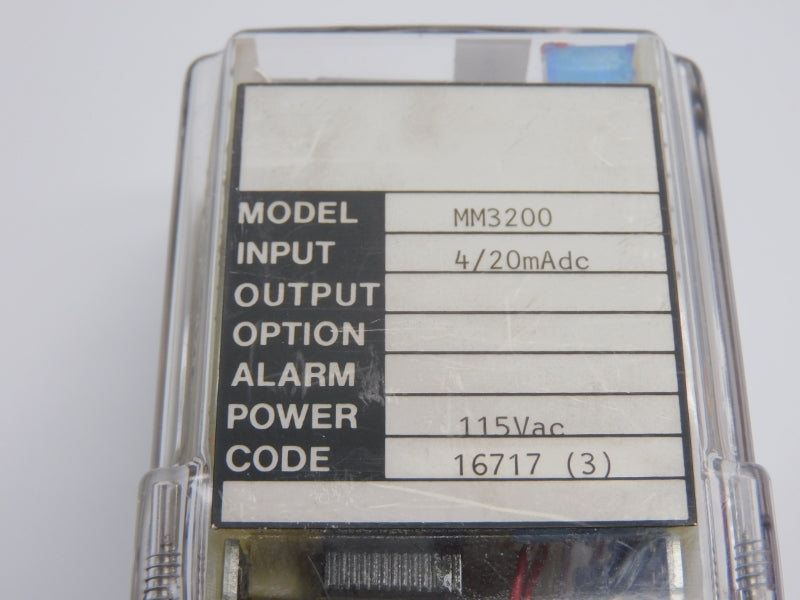 MODEL MM3200
INPUT 4/20mAdc
OUTPUT
OPTION
ALARM
POWER 115Vac
CODE 16717 (3)